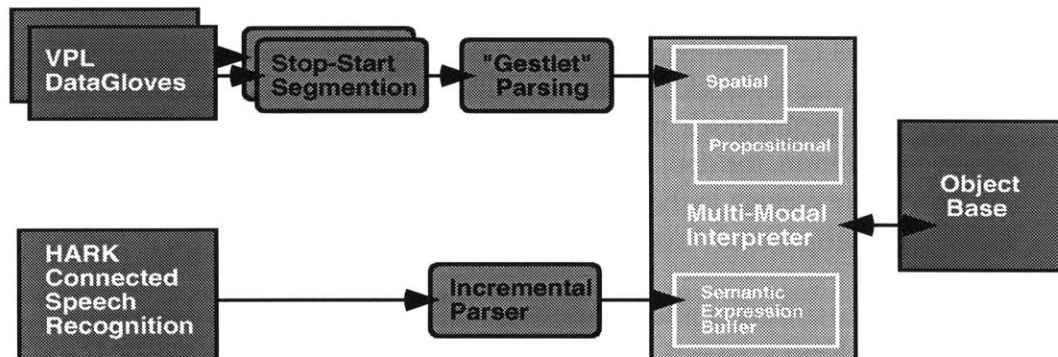 VPL
DataGloves
Stop-Start
Segmention
"Gestlet"
Parsing
Spatial
Propositional
Multi-Modal
Interpreter
Object
Base
HARK
Connected
Speech
Recognition
Incremental
Parser
Semantic
Expression
Buffer